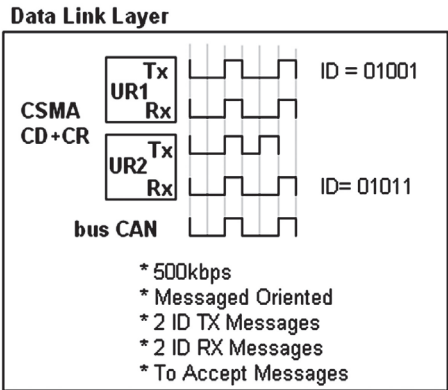 Data Link Layer
Tx
UR1
Rx
ID = 01001
CSMA
CD+CR
Tx
UR2
Rx
ID= 01011
bus CAN
* 500kbps
* Messaged Oriented
* 2 ID TX Messages
* 2 ID RX Messages
* To Accept Messages